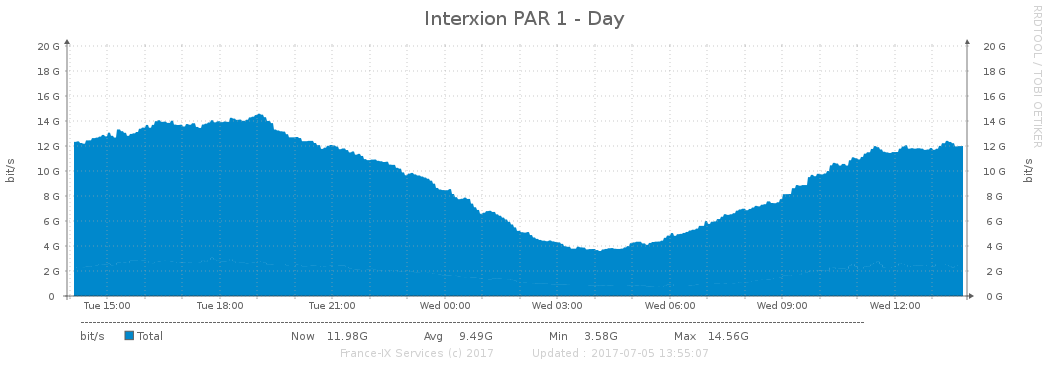 Interxion PAR 1 - Day
RRDTOOL / TOBI OETIKER
20 G 20 G
18 G 18 G
16 G 16 G
14 G 14 G
12 G 12 G
10 G 10 G
8 G 8 G
6 G 6 G
4 G 4 G
2 G 2 G
0 0 G
bit/s bit/s
Tue 15:00 Tue 18:00 Tue 21:00 Wed 00:00 Wed 03:00 Wed 06:00 Wed 09:00 Wed 12:00
bit/s Total Now 11.98G Avg 9.49G Min 3.58G Max 14.56G
France-IX Services (c) 2017 Updated : 2017-07-05 13:55:07